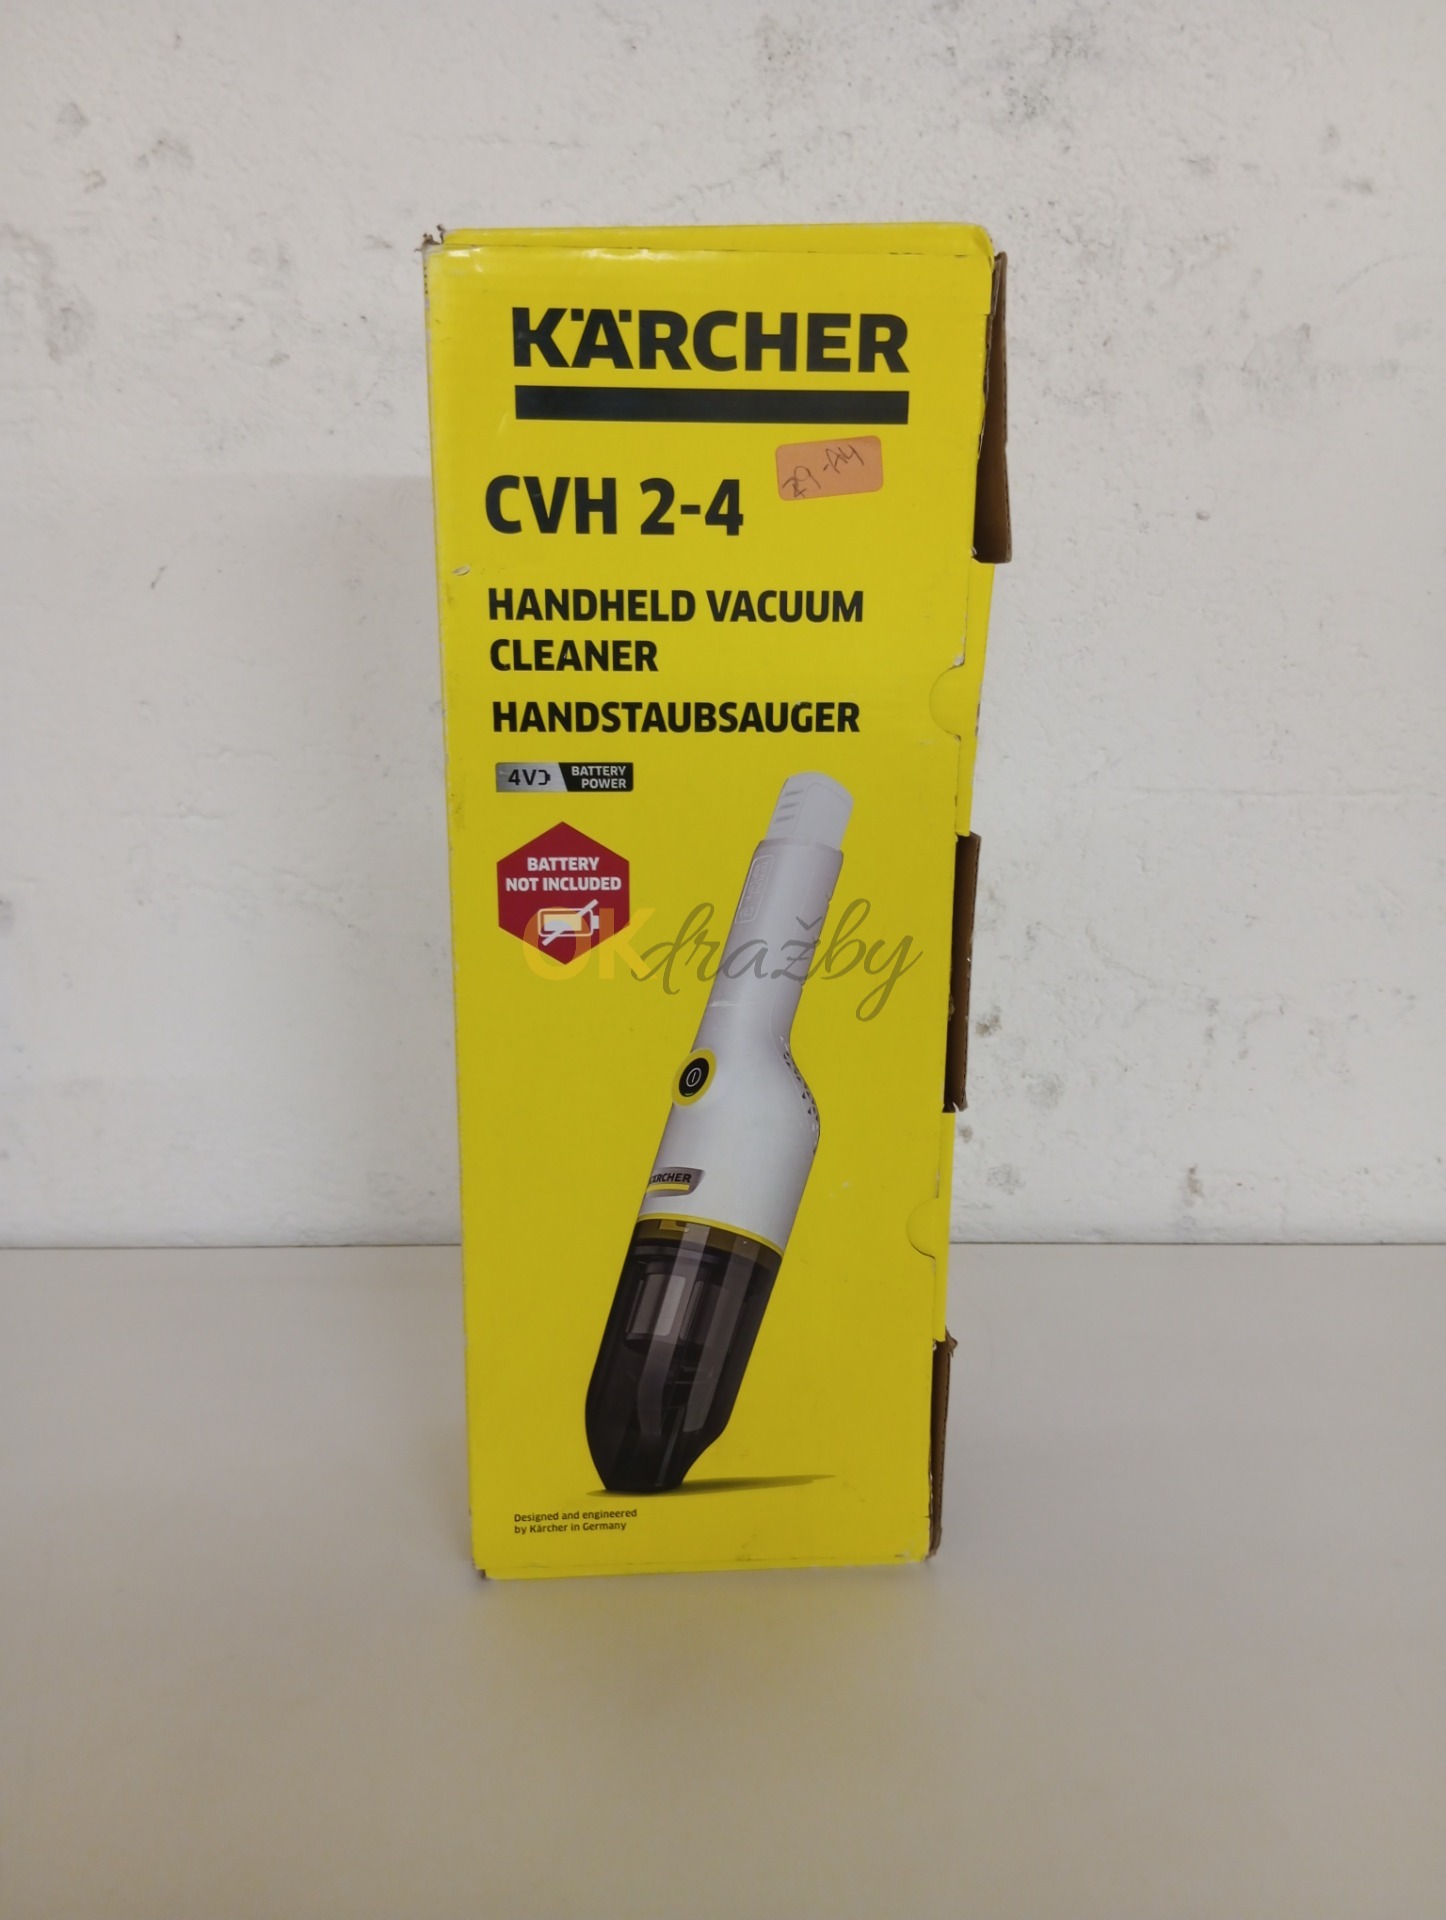 KÄRCHER
CVH 2-4
HANDHELD VACUUM
CLEANER
HANDSTAUBSAUGER
4V BATTERY
POWER
BATTERY
NOT INCLUDED
OKdražby
KÄRCHER
Designed and engineered
by Kärcher in Germany